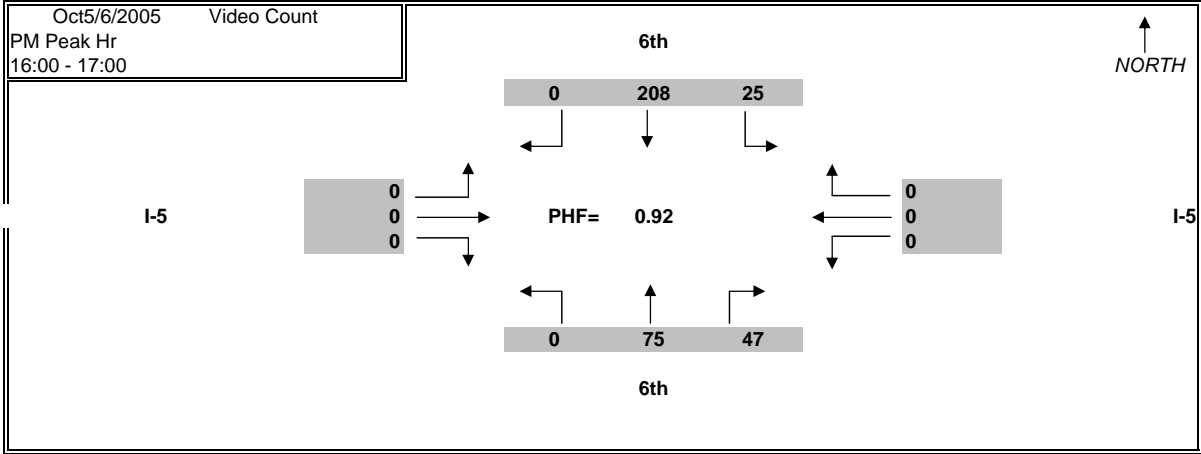 Oct5/6/2005 Video Count
PM Peak Hr
16:00 - 17:00
6th
NORTH
0 208 25
0 0
I-5 0 PHF= 0.92 0 I-5
0 0
0 75 47
6th